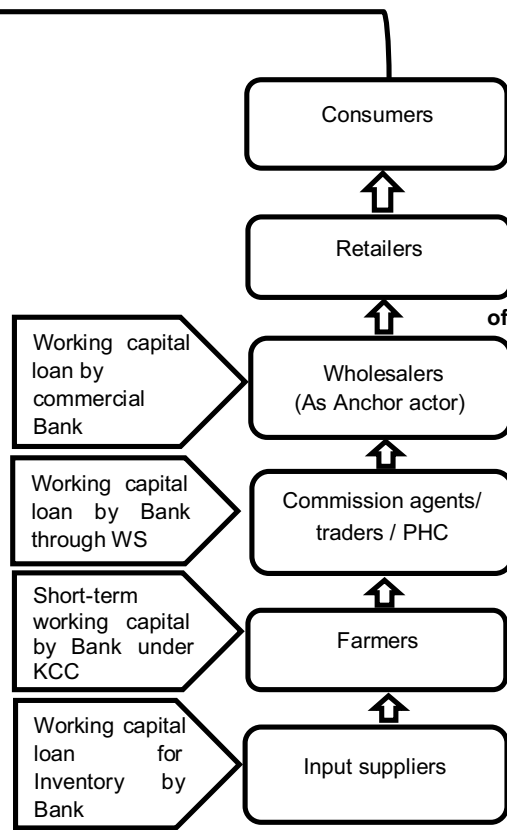 Consumers
Retailers
of
Working capital
loan by
commercial
Bank
Wholesalers
(As Anchor actor)
Working capital
loan by Bank
through WS
Commission agents/
traders / PHC
Short-term
working capital
by Bank under
KCC
Farmers
Working capital
loan for
Inventory by
Bank
Input suppliers